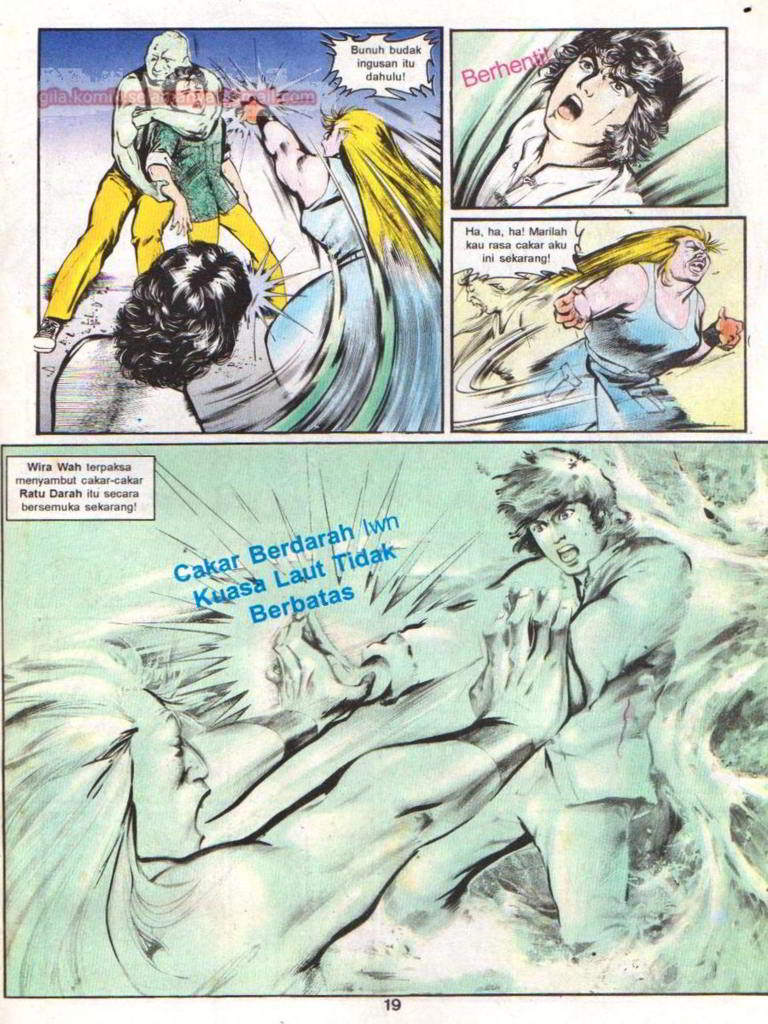 Bunuh budak
ingusan itu
dahulu!
Berhenti!
Ha, ha, ha! Marilah
kau rasa cakar aku
ini sekarang!
Wira Wah terpaksa
menyambut cakar-cakar
Ratu Darah itu secara
bersemuka sekarang!
Cakar Berdarah lwn
Kuasa Laut Tidak
Berbatas
19